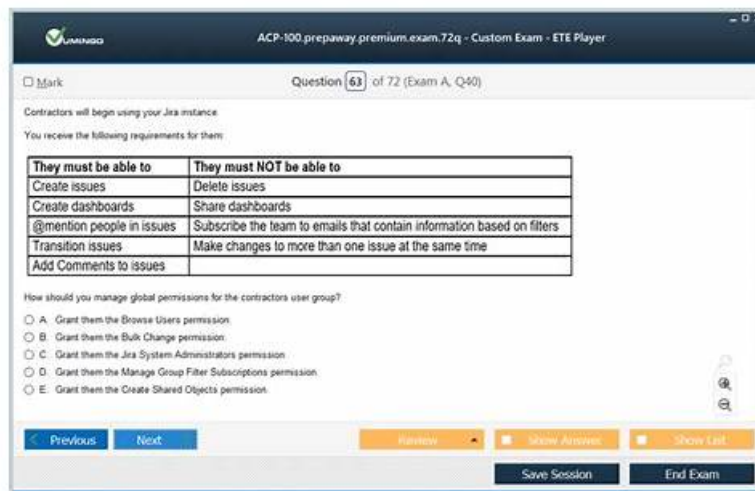 VUMINGO
ACP-100.prepaway.premium.exam.72q - Custom Exam - ETE Player
Mark
Question 63 of 72 (Exam A, Q40)
Contractors will begin using your Jira instance
You receive the following requirements for them
They must be able to They must NOT be able to
Create issues Delete issues
Create dashboards Share dashboards
@mention people in issues Subscribe the team to emails that contain information based on filters
Transition issues Make changes to more than one issue at the same time
Add Comments to issues
How should you manage global permissions for the contractors user group?
A. Grant them the Browse Users permission
B. Grant them the Bulk Change permission
C. Grant them the Jira System Administrators permission
D. Grant them the Manage Group Filter Subscriptions permission
E. Grant them the Create Shared Objects permission
Previous Next Review Show Answer Show List
Save Session End Exam